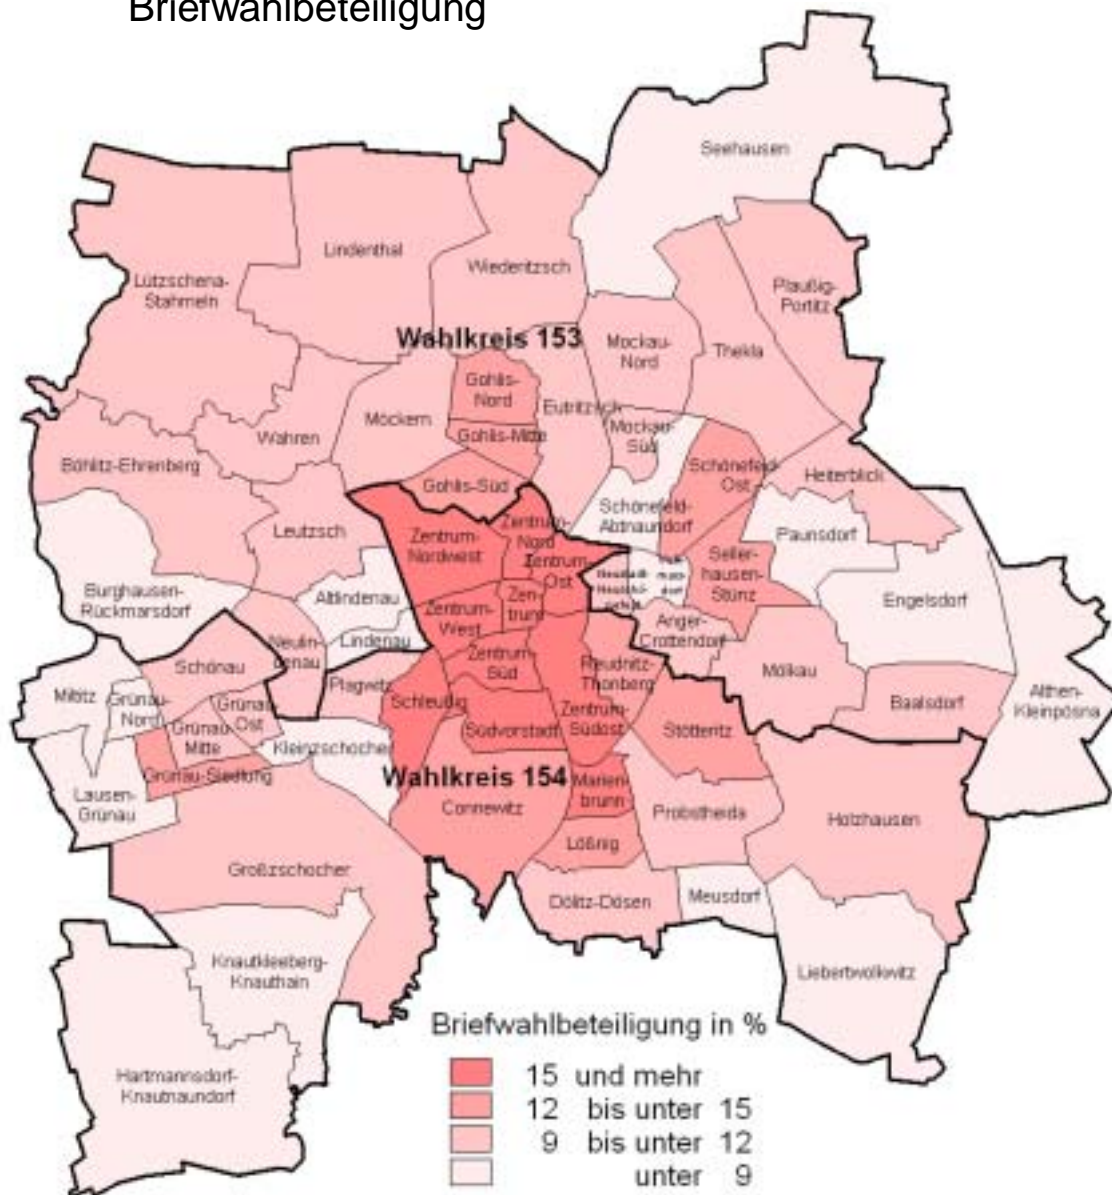 Briefwahlbeteiligung
Seehausen
Lindenthal
Wiederitzsch
Lützschena-
Stahmeln
Plaußig-
Portitz
Wahlkreis 153
Mockau-
Nord
Thekla
Gohlis-
Nord
Eutritzsch
Möckern
Mockau-
Süd
Wahren
Gohlis-Mitte
Böhlitz-Ehrenberg
Schönefeld-
Ost
Heiterblick
Gohlis-Süd
Schönefeld-
Abtnaundorf
Leutzsch
Zentrum-
Nordwest
Zentrum-
Nord
Paunsdorf
Zentrum-
Ost
Seller-
hausen-
Stünz
Burghausen-
Rückmarsdorf
Altlindenau
Engelsdorf
Zen-
trum
Zentrum-
West
Anger-
Crottendorf
Lindenau
Neulin-
denau
Schönau
Zentrum-
Süd
Reudnitz-
Thonberg
Mölkau
Plagwitz
Miltitz
Grünau-
Nord
Grünau-
Ost
Schleußig
Baalsdorf
Althen-
Kleinpösna
Grünau-
Mitte
Südvorstadt
Zentrum-
Südost
Stötteritz
Kleinzschocher
Grünau-Siedlung
Wahlkreis 154
Marien-
brunn
Lausen-
Grünau
Connewitz
Probstheida
Holzhausen
Lößnig
Großzschocher
Dölitz-Dösen
Meusdorf
Knautkleeberg-
Knauthain
Liebertwolkwitz
Hartmannsdorf-
Knautnaundorf
Briefwahlbeteiligung in %
15 und mehr
12 bis unter 15
9 bis unter 12
unter 9